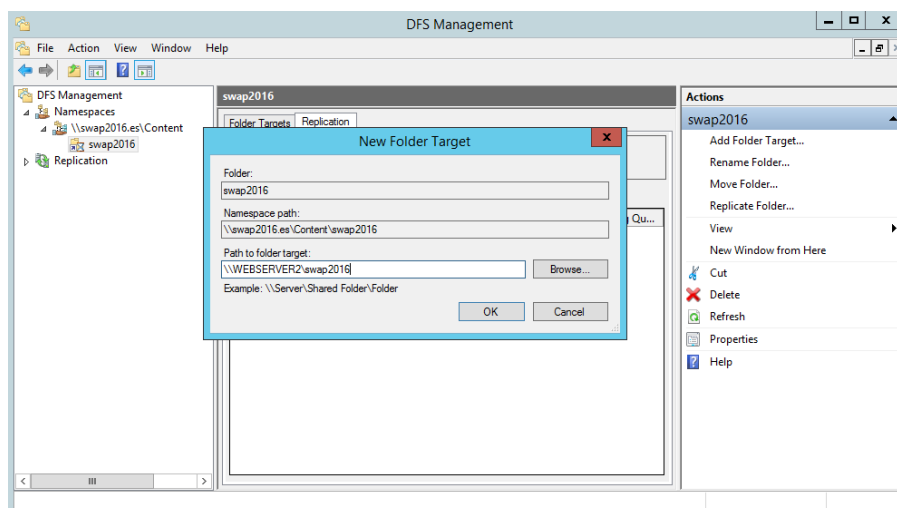 DFS Management
File Action View Window Help
DFS Management
Namespaces
\\swap2016.es\Content
swap2016
Replication
swap2016
Folder Targets Replication
Qu...
New Folder Target
x
Folder:
swap2016
Namespace path:
\\swap2016.es\Content\swap2016
Path to folder target:
\\WEBSERVER2\swap2016
Browse...
Example: \\Server\Shared Folder\Folder
OK Cancel
Actions
swap2016
Add Folder Target...
Rename Folder...
Move Folder...
Replicate Folder...
View
New Window from Here
Cut
Delete
Refresh
Properties
Help